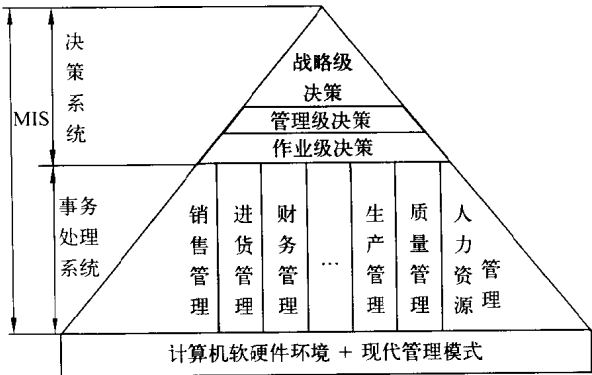 战略级
决策
管理级决策
作业级决策
决策系统
MIS
事务
处理
系统
销售管理
进货管理
财务管理
…
生产管理
质量管理
人力资源
管理
计算机软硬件环境 + 现代管理模式